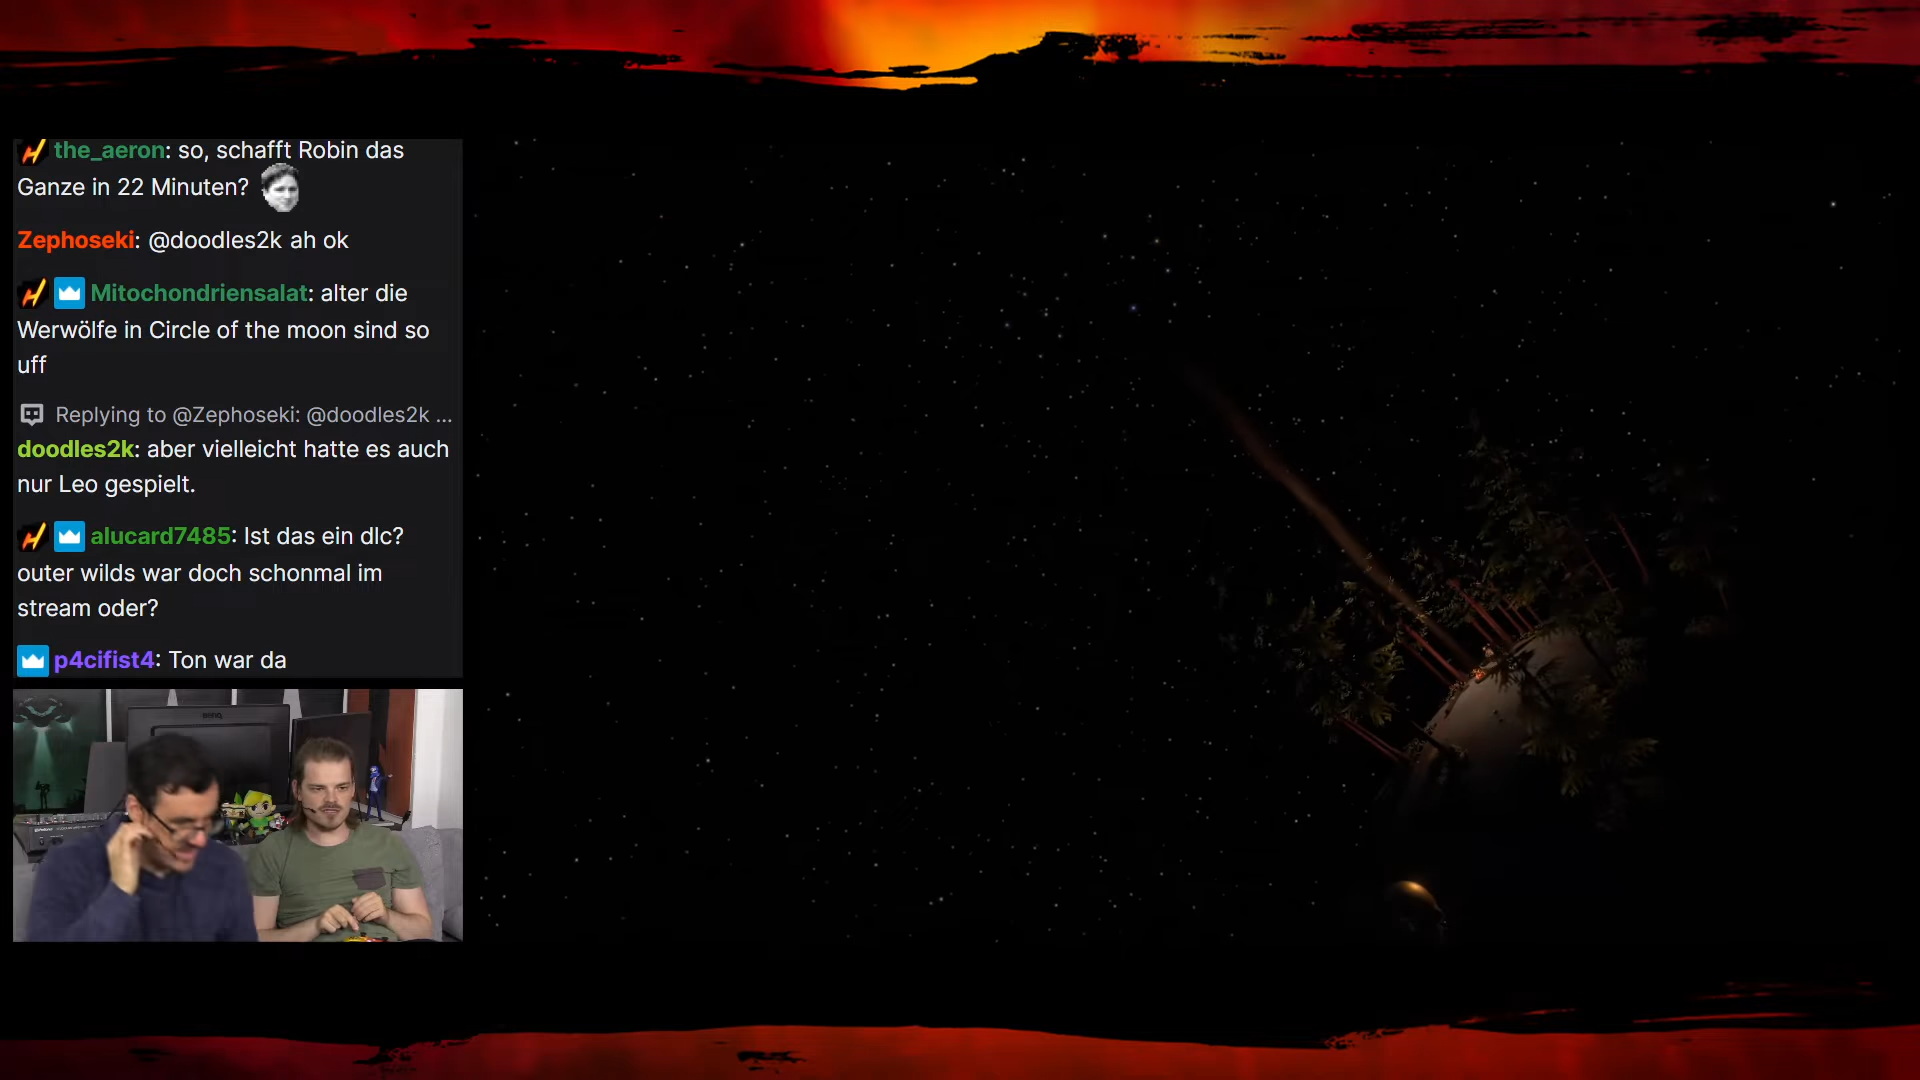 the_aeron: so, schafft Robin das
Ganze in 22 Minuten?
Zephoseki: @doodles2k ah ok
Mitochondriensalat: alter die
Werwölfe in Circle of the moon sind so
uff
Replying to @Zephoseki: @doodles2k ...
doodles2k: aber vielleicht hatte es auch
nur Leo gespielt.
alucard7485: Ist das ein dlc?
outer wilds war doch schonmal im
stream oder?
p4cifist4: Ton war da
BenQ